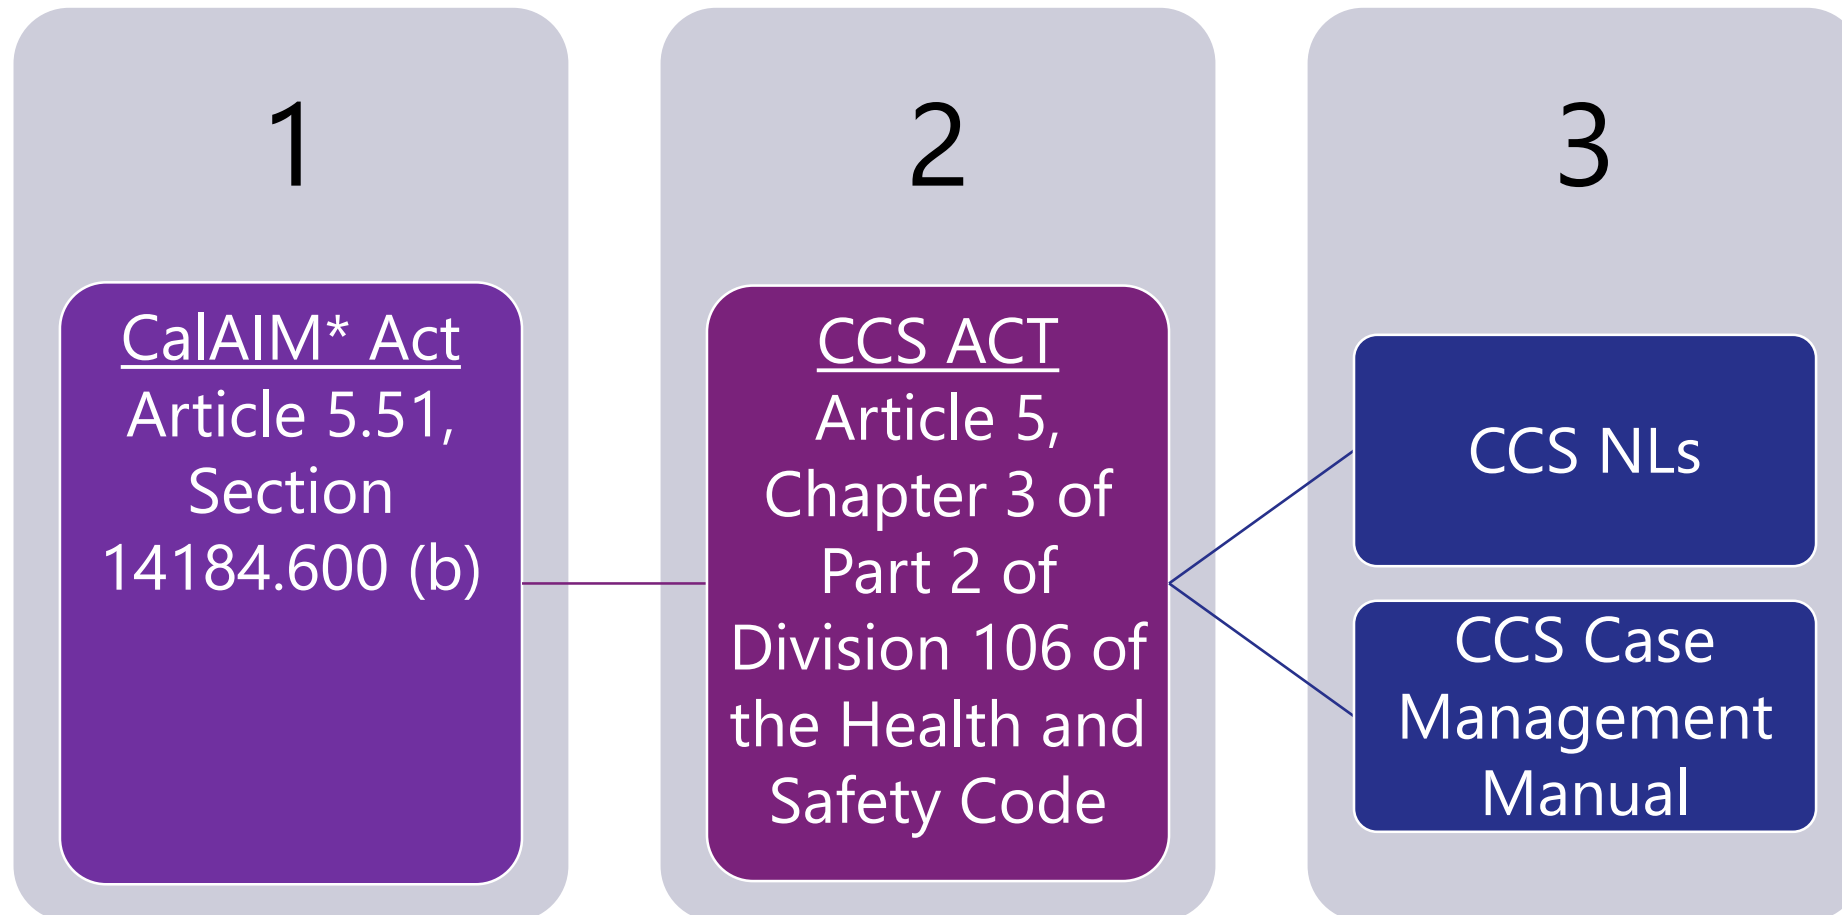 1
CalAIM* Act
Article 5.51,
Section
14184.600 (b)
2
CCS ACT
Article 5,
Chapter 3 of
Part 2 of
Division 106 of
the Health and
Safety Code
3
CCS NLs
CCS Case
Management
Manual